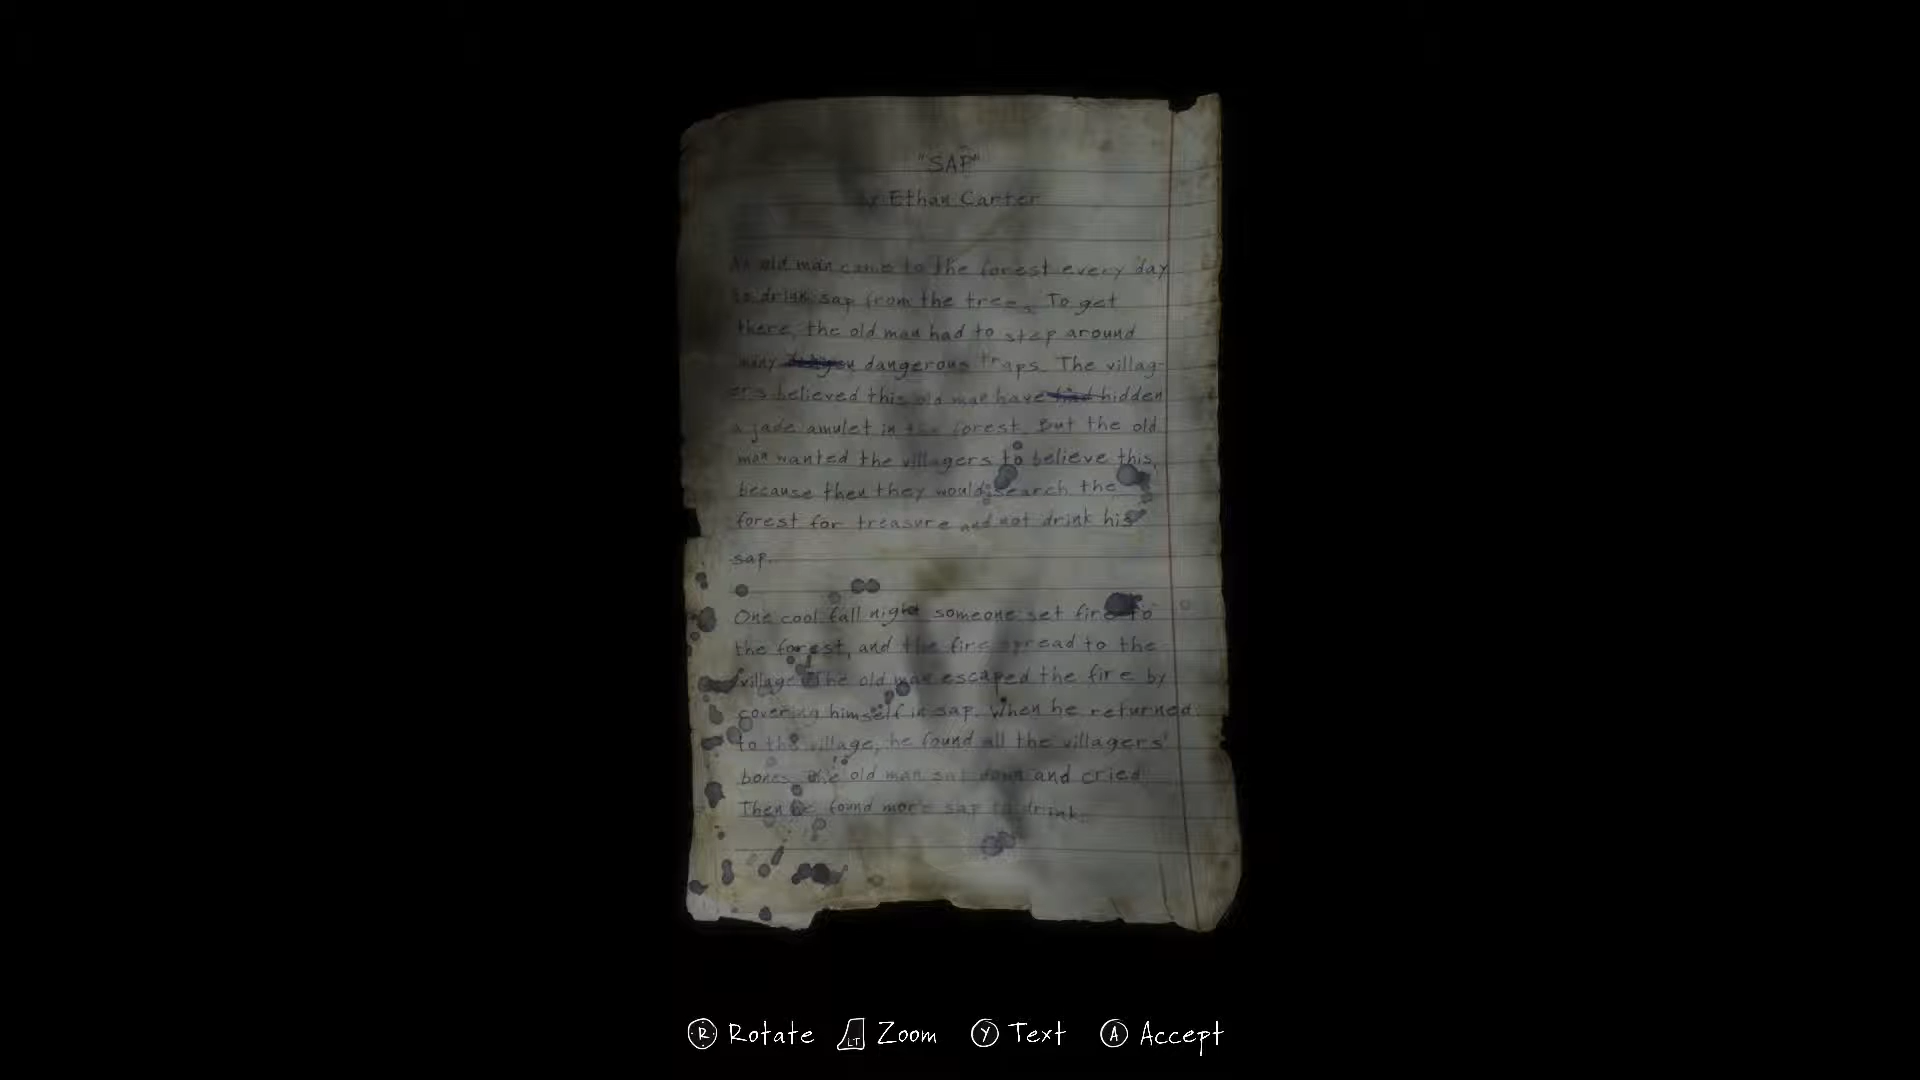 "SAP"
by Ethan Carter
An old man came to the forest every day
to drink sap from the trees. To get
there, the old man had to step around
many dangerous traps. The villag-
ers believed this old man have had hidden
a jade amulet in the forest. But the old
man wanted the villagers to believe this,
because then they would search the
forest for treasure and not drink his
sap.
One cool fall night someone set fire to
the forest, and the fire spread to the
village. The old man escaped the fire by
covering himself in sap. When he returned
to the village, he found all the villagers'
bones. The old man sat down and cried.
Then he found more sap to drink.
R Rotate LT Zoom Y Text A Accept